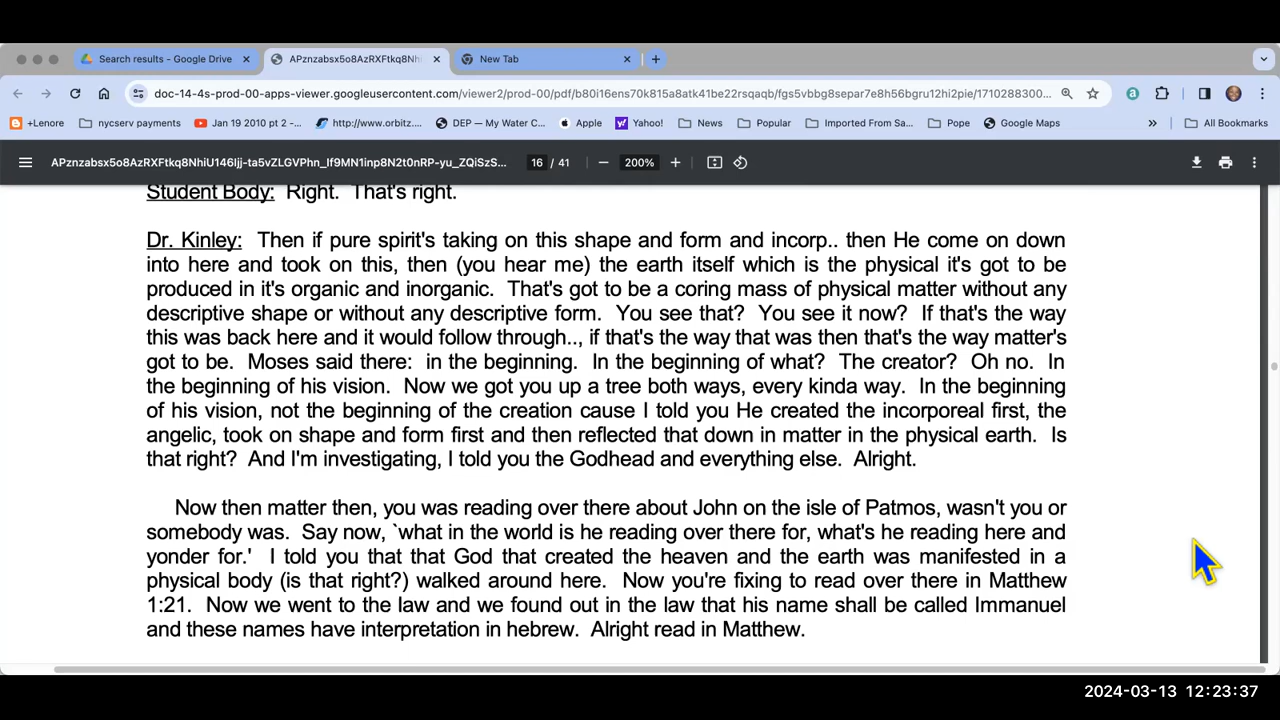 Search results - Google Drive
APznzabsx5o8AzRXFtkq8Nh
New Tab
doc-14-4s-prod-00-apps-viewer.googleusercontent.com/viewer2/prod-00/pdf/b80i16ens70k815a8atk41be22rsqaqb/fgs5vbbg8separ7e8h56bgru12hi2pie/1710288300...
+Lenore
nycserv payments
Jan 19 2010 pt 2 –...
http://www.orbitz....
DEP — My Water C...
Apple
Yahoo!
News
Popular
Imported From Sa...
Pope
Google Maps
»
All Bookmarks
APznzabsx5o8AzRXFtkq8NhiU146Ijj-ta5vZLGVPhn_If9MN1inp8N2t0nRP-yu_ZQiSzS...
16 / 41
200%
Student Body: Right. That's right.
Dr. Kinley: Then if pure spirit's taking on this shape and form and incorp.. then He come on down
into here and took on this, then (you hear me) the earth itself which is the physical it's got to be
produced in it's organic and inorganic. That's got to be a coring mass of physical matter without any
descriptive shape or without any descriptive form. You see that? You see it now? If that's the way
this was back here and it would follow through.., if that's the way that was then that's the way matter's
got to be. Moses said there: in the beginning. In the beginning of what? The creator? Oh no. In
the beginning of his vision. Now we got you up a tree both ways, every kinda way. In the beginning
of his vision, not the beginning of the creation cause I told you He created the incorporeal first, the
angelic, took on shape and form first and then reflected that down in matter in the physical earth. Is
that right? And I'm investigating, I told you the Godhead and everything else. Alright.
Now then matter then, you was reading over there about John on the isle of Patmos, wasn't you or
somebody was. Say now, `what in the world is he reading over there for, what's he reading here and
yonder for.' I told you that that God that created the heaven and the earth was manifested in a
physical body (is that right?) walked around here. Now you're fixing to read over there in Matthew
1:21. Now we went to the law and we found out in the law that his name shall be called Immanuel
and these names have interpretation in hebrew. Alright read in Matthew.
2024-03-13 12:23:37